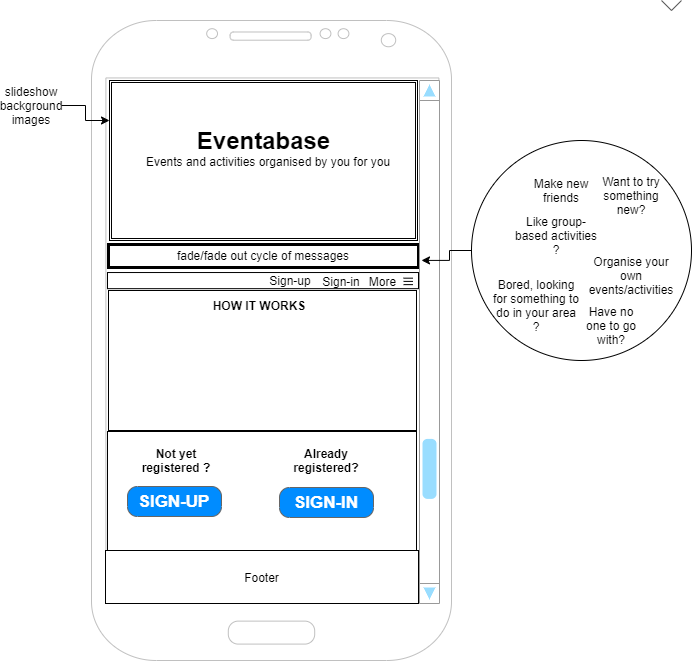 slideshow
background
images
Eventabase
Events and activities organised by you for you
fade/fade out cycle of messages
Sign-up Sign-in More
HOW IT WORKS
Not yet
registered ?
SIGN-UP
Already
registered?
SIGN-IN
Footer
Make new
friends
Want to try
something
new?
Like group-
based activities
?
Organise your
own
events/activities
Bored, looking
for something to
do in your area
?
Have no
one to go
with?